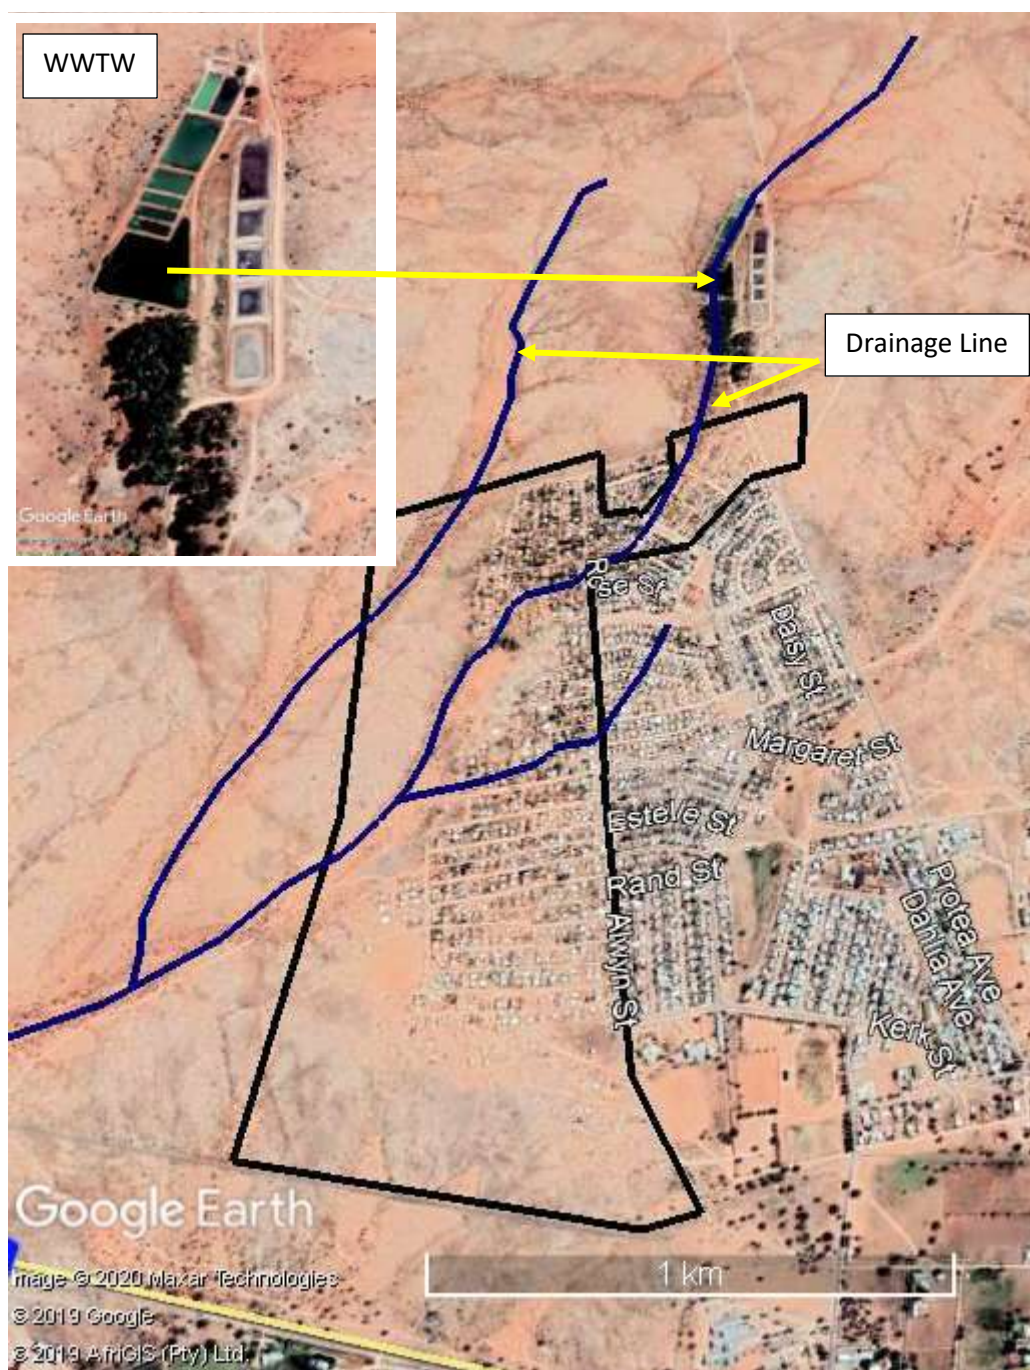 WWTW
Google Earth
Drainage Line
Rose St
Daisy St
Margaret St
Estelle St
Rand St
Alwyn St
Protea Ave
Dahlia Ave
Kerk St
Google Earth
1 km
mage © 2020 Maxar Technologies
© 2019 Google
© 2019 AfriGIS (Pty) Ltd.